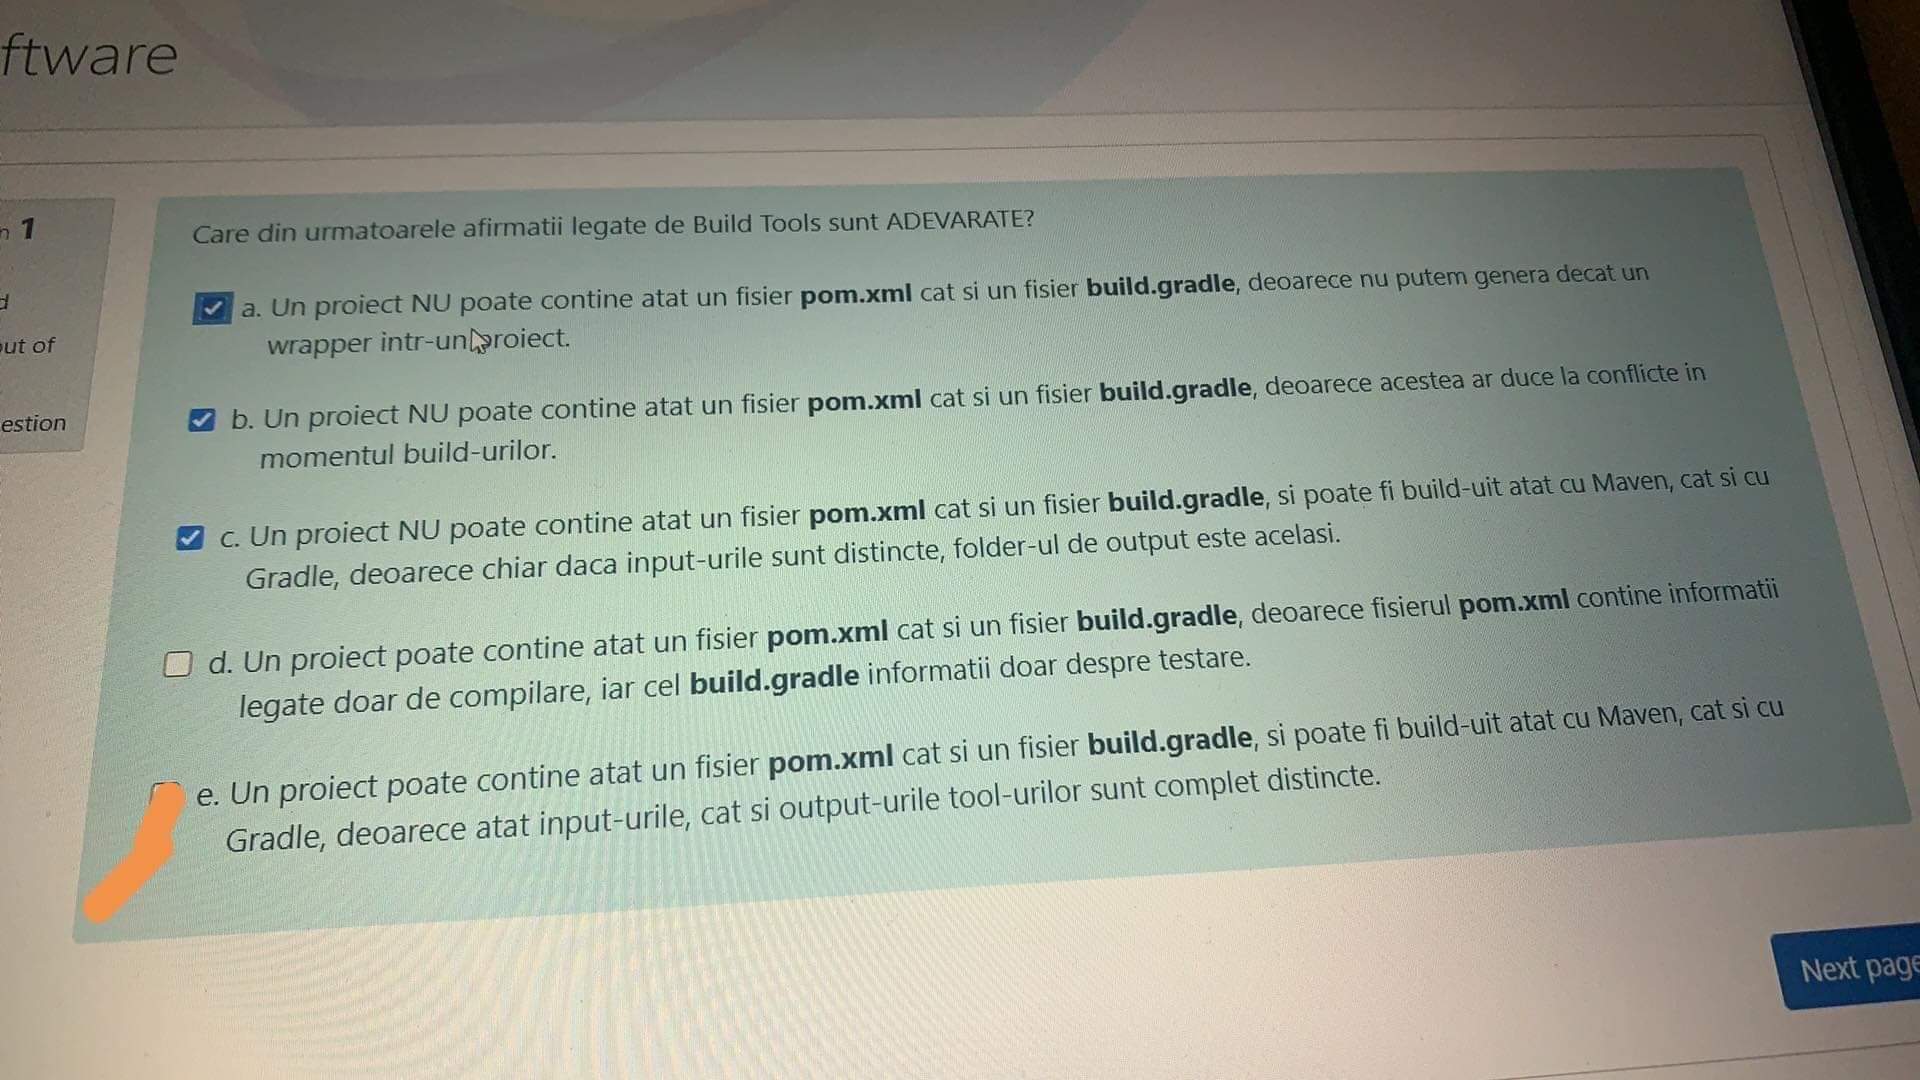 ftware
n 1
d
out of
estion
Care din urmatoarele afirmatii legate de Build Tools sunt ADEVARATE?
a. Un proiect NU poate contine atat un fisier pom.xml cat si un fisier build.gradle, deoarece nu putem genera decat un
wrapper intr-un proiect.
b. Un proiect NU poate contine atat un fisier pom.xml cat si un fisier build.gradle, deoarece acestea ar duce la conflicte in
momentul build-urilor.
c. Un proiect NU poate contine atat un fisier pom.xml cat si un fisier build.gradle, si poate fi build-uit atat cu Maven, cat si cu
Gradle, deoarece chiar daca input-urile sunt distincte, folder-ul de output este acelasi.
d. Un proiect poate contine atat un fisier pom.xml cat si un fisier build.gradle, deoarece fisierul pom.xml contine informatii
legate doar de compilare, iar cel build.gradle informatii doar despre testare.
e. Un proiect poate contine atat un fisier pom.xml cat si un fisier build.gradle, si poate fi build-uit atat cu Maven, cat si cu
Gradle, deoarece atat input-urile, cat si output-urile tool-urilor sunt complet distincte.
Next page